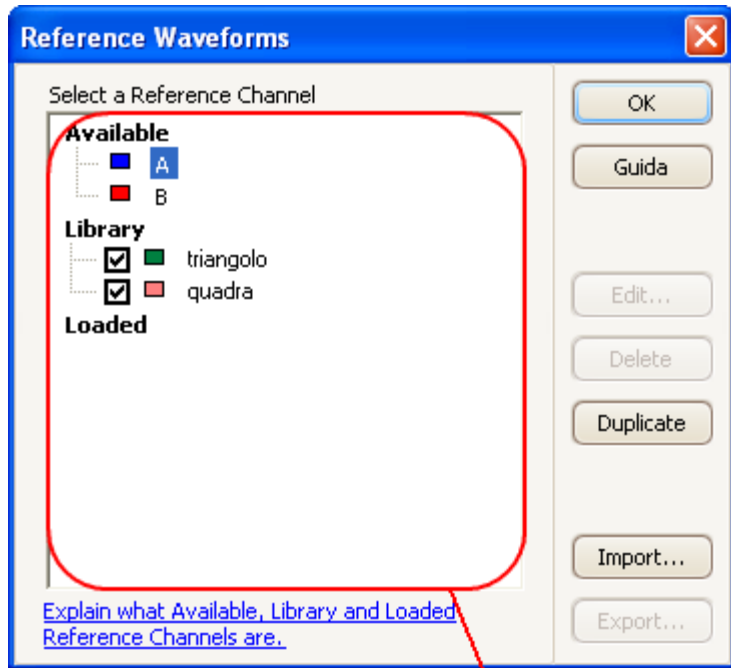 Reference Waveforms
Select a Reference Channel
Available
A
B
Library
triangolo
quadra
Loaded
Explain what Available, Library and Loaded
Reference Channels are.
OK
Guida
Edit...
Delete
Duplicate
Import...
Export...